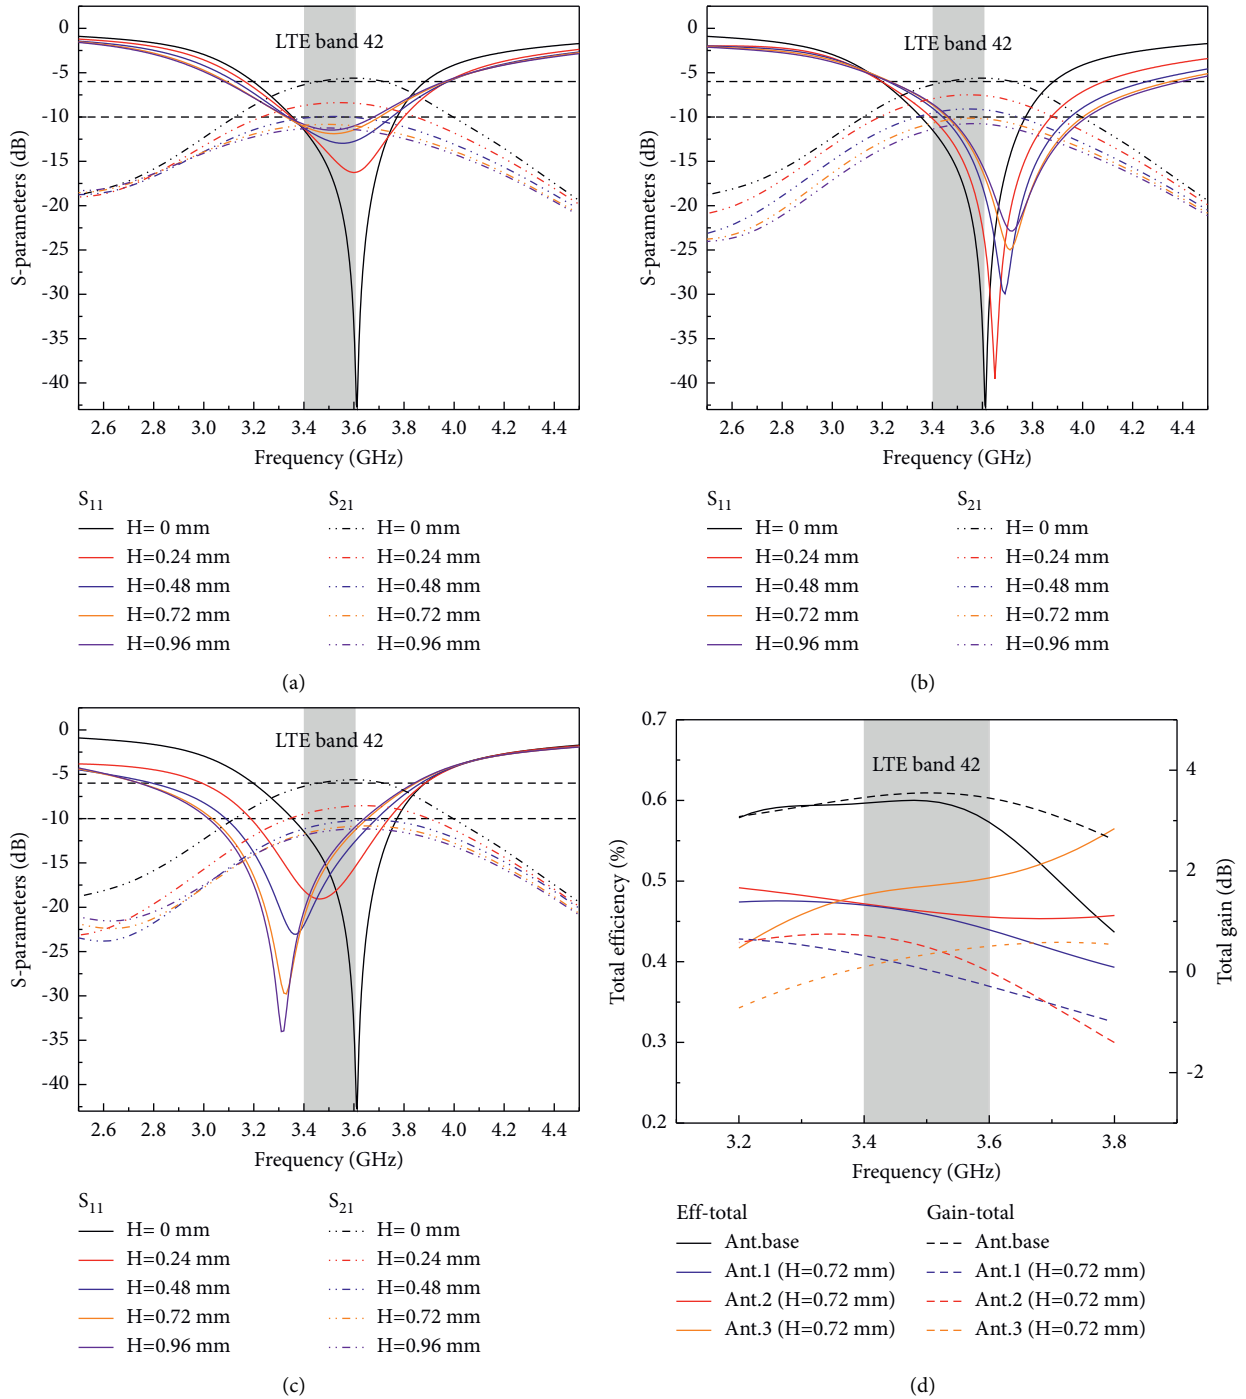 LTE band 42
0
-5
-10
-15
-20
-25
-30
-35
-40
S-parameters (dB)
2.6 2.8 3.0 3.2 3.4 3.6 3.8 4.0 4.2 4.4
Frequency (GHz)
S11 S21
H= 0 mm H= 0 mm
H=0.24 mm H=0.24 mm
H=0.48 mm H=0.48 mm
H=0.72 mm H=0.72 mm
H=0.96 mm H=0.96 mm
(a)
LTE band 42
0
-5
-10
-15
-20
-25
-30
-35
-40
S-parameters (dB)
2.6 2.8 3.0 3.2 3.4 3.6 3.8 4.0 4.2 4.4
Frequency (GHz)
S11 S21
H= 0 mm H= 0 mm
H=0.24 mm H=0.24 mm
H=0.48 mm H=0.48 mm
H=0.72 mm H=0.72 mm
H=0.96 mm H=0.96 mm
(b)
LTE band 42
0
-5
-10
-15
-20
-25
-30
-35
-40
S-parameters (dB)
2.6 2.8 3.0 3.2 3.4 3.6 3.8 4.0 4.2 4.4
Frequency (GHz)
S11 S21
H= 0 mm H= 0 mm
H=0.24 mm H=0.24 mm
H=0.48 mm H=0.48 mm
H=0.72 mm H=0.72 mm
H=0.96 mm H=0.96 mm
(c)
LTE band 42
0.7
0.6
0.5
0.4
0.3
0.2
Total efficiency (%)
4
2
0
-2
Total gain (dB)
3.2 3.4 3.6 3.8
Frequency (GHz)
Eff-total Gain-total
Ant.base Ant.base
Ant.1 (H=0.72 mm) Ant.1 (H=0.72 mm)
Ant.2 (H=0.72 mm) Ant.2 (H=0.72 mm)
Ant.3 (H=0.72 mm) Ant.3 (H=0.72 mm)
(d)